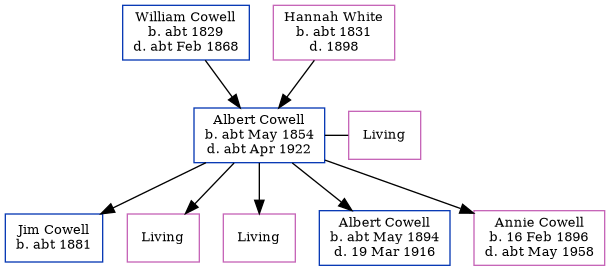 William Cowell
b. abt 1829
d. abt Feb 1868
Hannah White
b. abt 1831
d. 1898
Albert Cowell
b. abt May 1854
d. abt Apr 1922
Living
Jim Cowell
b. abt 1881
Living
Living
Albert Cowell
b. abt May 1894
d. 19 Mar 1916
Annie Cowell
b. 16 Feb 1896
d. abt May 1958